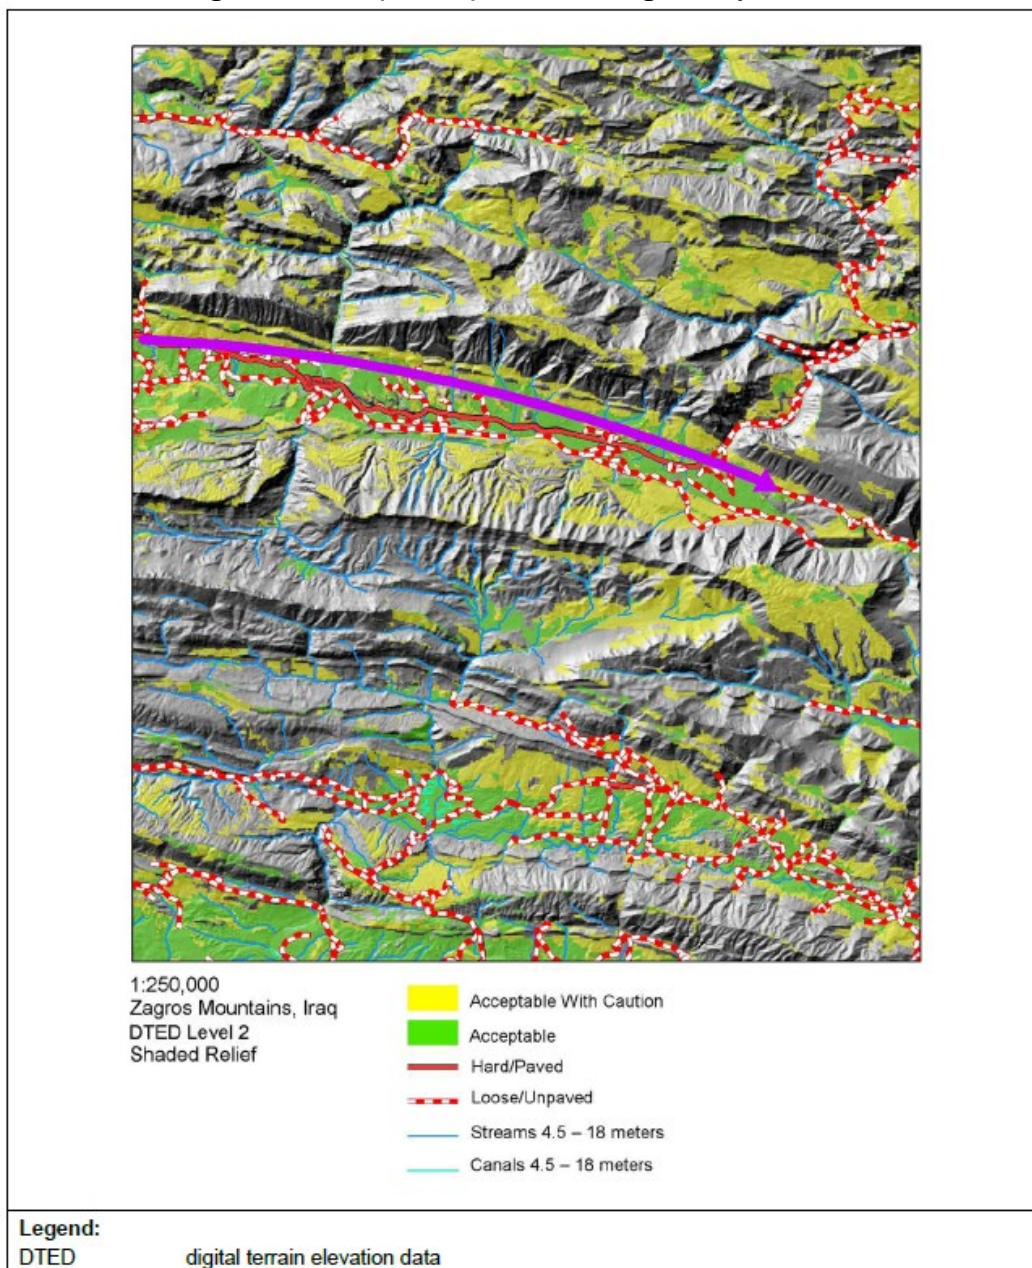 1:250,000
Zagros Mountains, Iraq
DTED Level 2
Shaded Relief
Acceptable With Caution
Acceptable
Hard/Paved
Loose/Unpaved
Streams 4.5 – 18 meters
Canals 4.5 – 18 meters
Legend:
DTED digital terrain elevation data